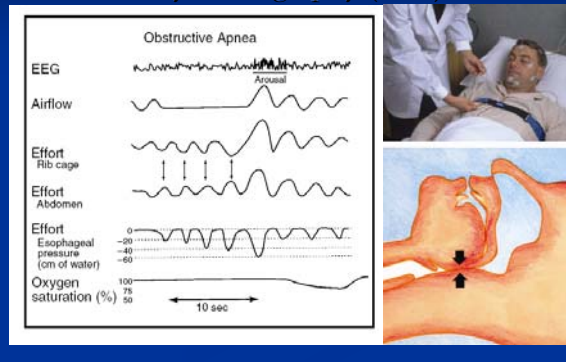 Obstructive Apnea
EEG
Arousal
Airflow
Effort
Rib cage
Effort
Abdomen
Effort
Esophageal
pressure
(cm of water)
0
−20
−40
−60
Oxygen
saturation (%)
100
75
50
10 sec